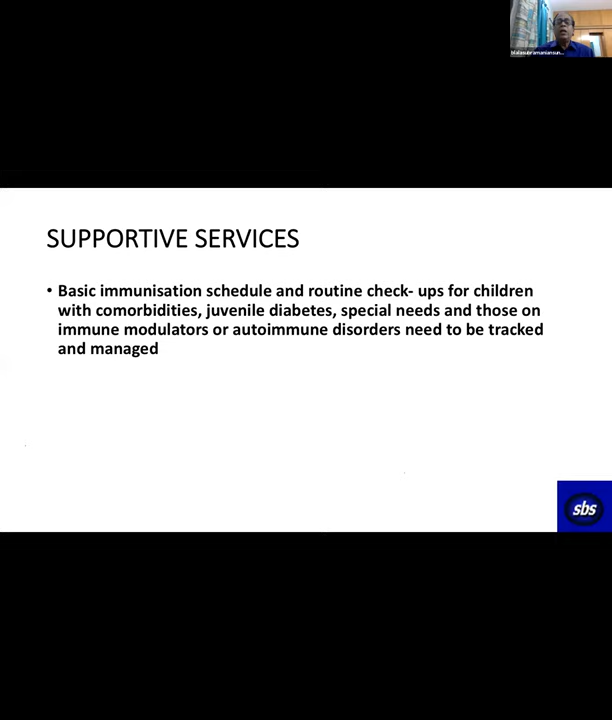 blalasubramaniansun...
SUPPORTIVE SERVICES
• Basic immunisation schedule and routine check- ups for children
with comorbidities, juvenile diabetes, special needs and those on
immune modulators or autoimmune disorders need to be tracked
and managed
sbs